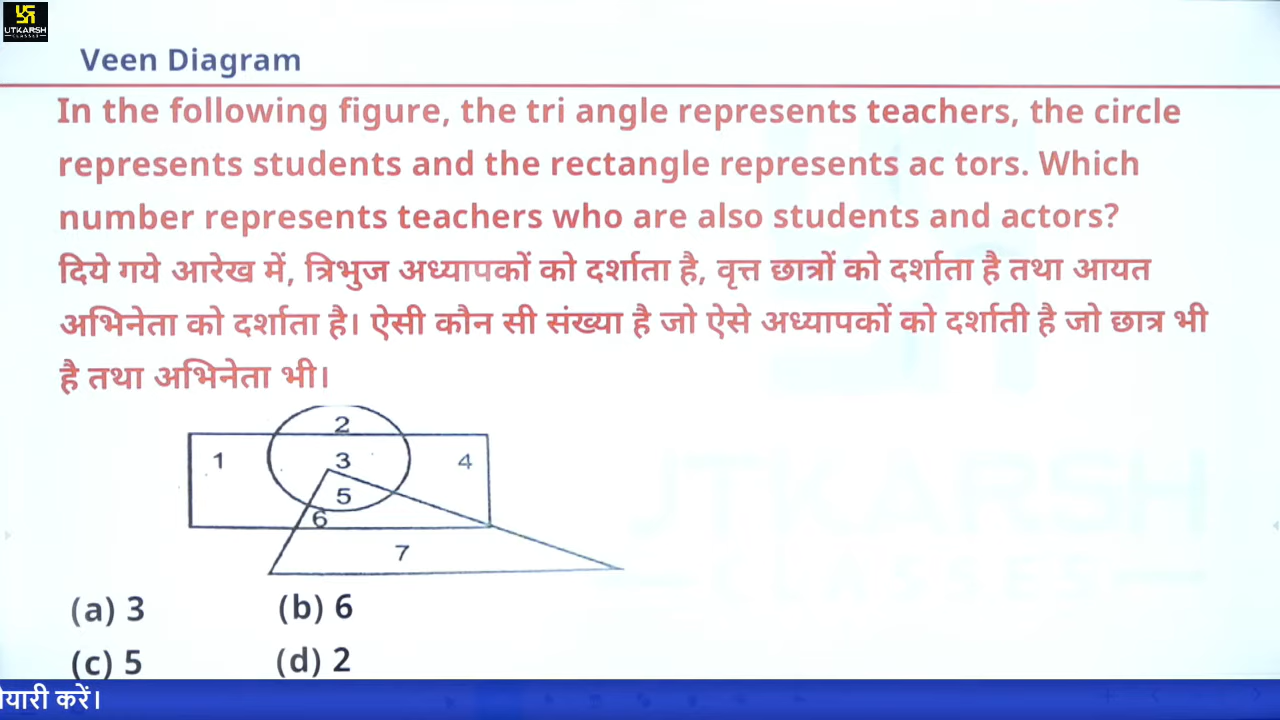 UTKARSH
CLASSES
Veen Diagram
In the following figure, the tri angle represents teachers, the circle
represents students and the rectangle represents ac tors. Which
number represents teachers who are also students and actors?
दिये गये आरेख में, त्रिभुज अध्यापकों को दर्शाता है, वृत्त छात्रों को दर्शाता है तथा आयत
अभिनेता को दर्शाता है। ऐसी कौन सी संख्या है जो ऐसे अध्यापकों को दर्शाती है जो छात्र भी
है तथा अभिनेता भी।
2
1 3 4
5
6
7
UTKARSH
CLASSES
(a) 3 (b) 6
(c) 5 (d) 2
यारी करें।